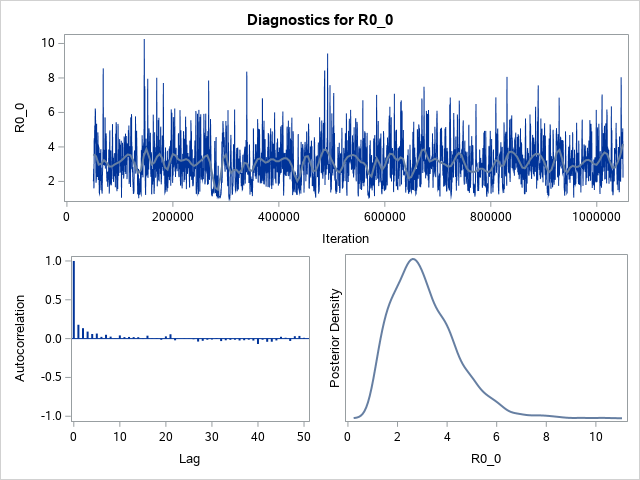 Diagnostics for R0_0
10
8
6
4
2
R0_0
0 200000 400000 600000 800000 1000000
Iteration
1.0
0.5
0.0
-0.5
-1.0
Autocorrelation
0 10 20 30 40 50
Lag
Posterior Density
0 2 4 6 8 10
R0_0